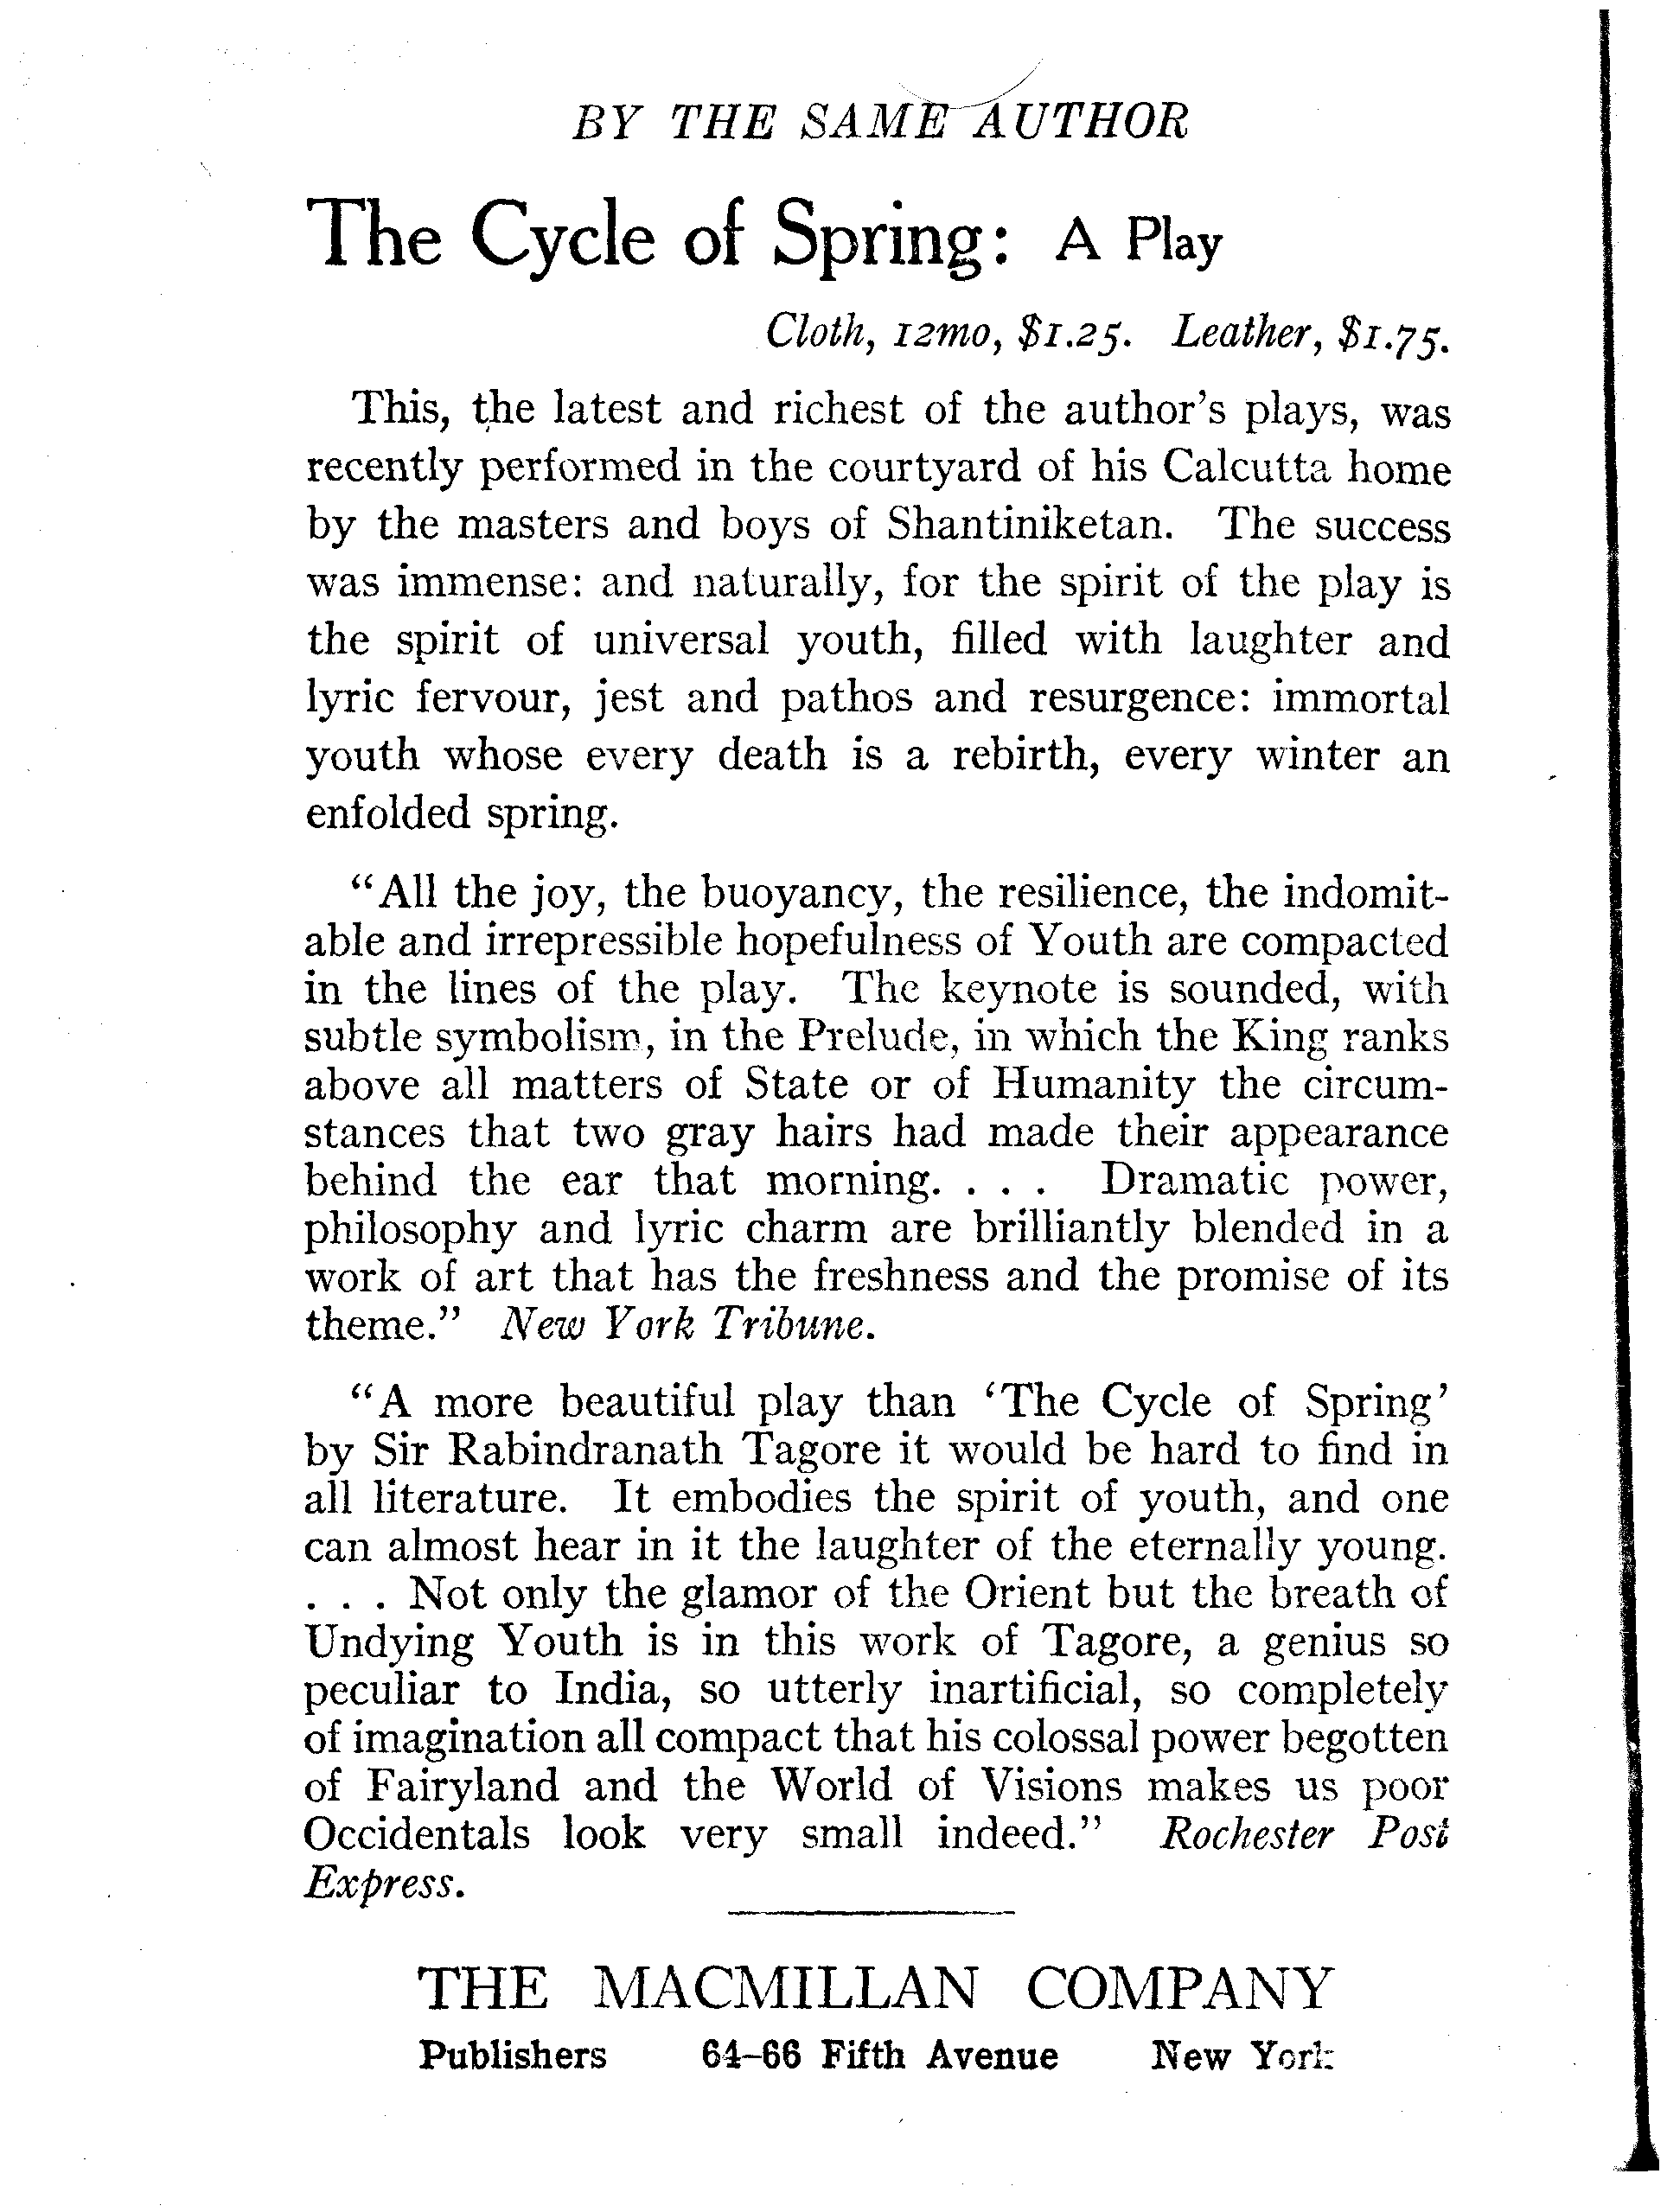 BY THE SAME AUTHOR
The Cycle of Spring: A Play
Cloth, 12mo, $1.25. Leather, $1.75.
This, the latest and richest of the author's plays, was
recently performed in the courtyard of his Calcutta home
by the masters and boys of Shantiniketan. The success
was immense: and naturally, for the spirit of the play is
the spirit of universal youth, filled with laughter and
lyric fervour, jest and pathos and resurgence: immortal
youth whose every death is a rebirth, every winter an
enfolded spring.
"All the joy, the buoyancy, the resilience, the indomit-
able and irrepressible hopefulness of Youth are compacted
in the lines of the play. The keynote is sounded, with
subtle symbolism, in the Prelude, in which the King ranks
above all matters of State or of Humanity the circum-
stances that two gray hairs had made their appearance
behind the ear that morning. . . . Dramatic power,
philosophy and lyric charm are brilliantly blended in a
work of art that has the freshness and the promise of its
theme." New York Tribune.
"A more beautiful play than 'The Cycle of Spring'
by Sir Rabindranath Tagore it would be hard to find in
all literature. It embodies the spirit of youth, and one
can almost hear in it the laughter of the eternally young.
. . . Not only the glamor of the Orient but the breath of
Undying Youth is in this work of Tagore, a genius so
peculiar to India, so utterly inartificial, so completely
of imagination all compact that his colossal power begotten
of Fairyland and the World of Visions makes us poor
Occidentals look very small indeed." Rochester Post
Express.
THE MACMILLAN COMPANY
Publishers 64–66 Fifth Avenue New York